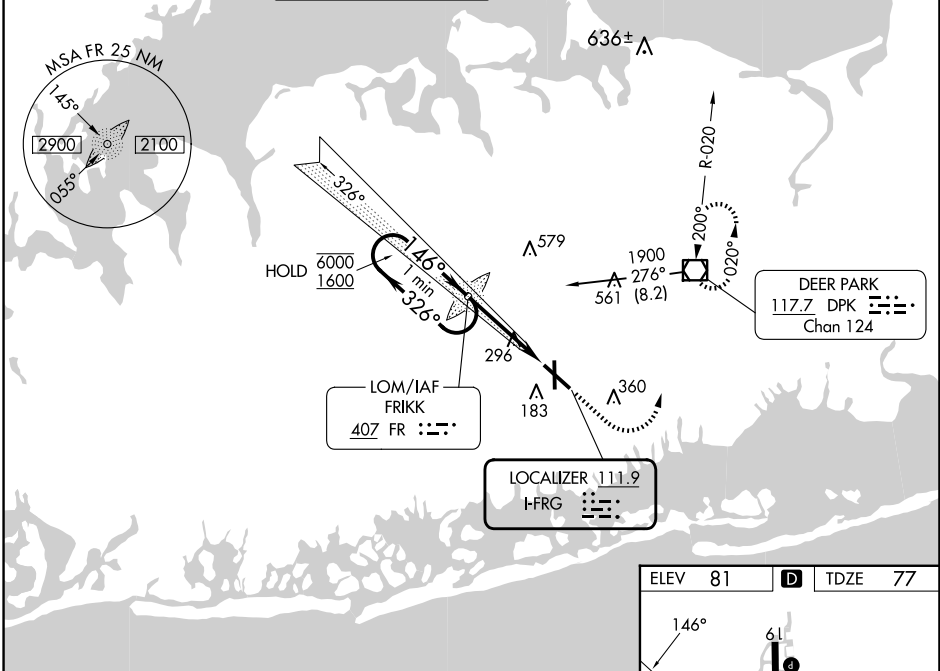 MSA FR 25 NM
145°
2900
2100
055°
636±
R-020
326°
200°
020°
579
146°
HOLD
6000
1600
1 min
326°
1900
276°
(8.2)
561
DEER PARK
117.7 DPK
Chan 124
296
LOM/IAF
FRIKK
407 FR
183
360
LOCALIZER 111.9
I-FRG
ELEV 81 D TDZE 77
146°
19
P